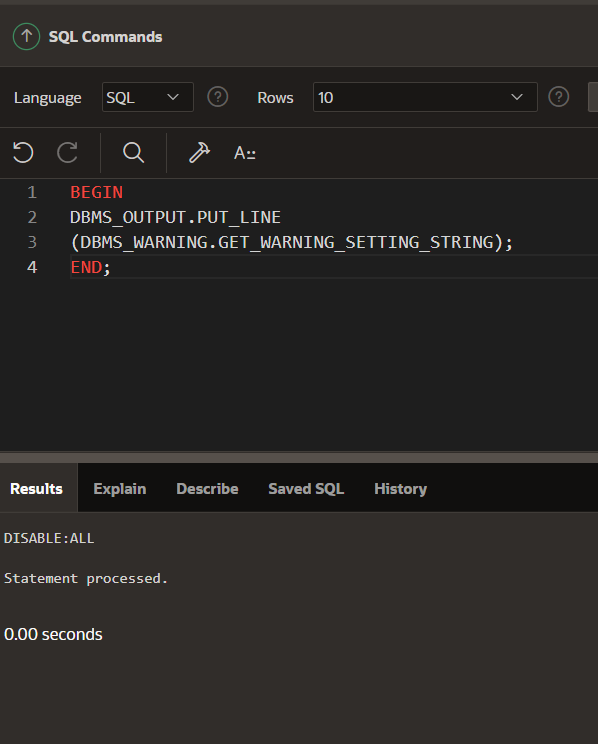 SQL Commands
Language SQL ? Rows 10 ?
A::
1 BEGIN
2 DBMS_OUTPUT.PUT_LINE
3 (DBMS_WARNING.GET_WARNING_SETTING_STRING);
4 END;
Results Explain Describe Saved SQL History
DISABLE:ALL
Statement processed.
0.00 seconds